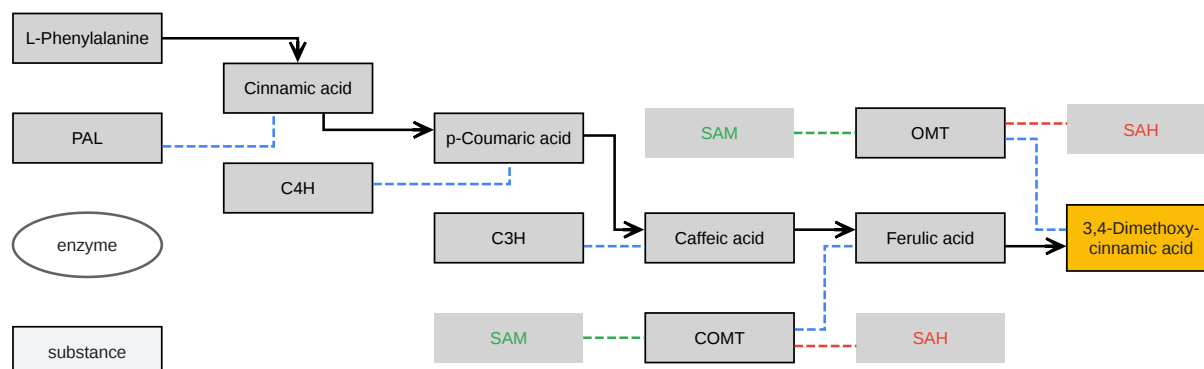 L-Phenylalanine
Cinnamic acid
PAL
p-Coumaric acid
SAM
OMT
SAH
C4H
enzyme
C3H
Caffeic acid
Ferulic acid
3,4-Dimethoxy-
cinnamic acid
substance
SAM
COMT
SAH